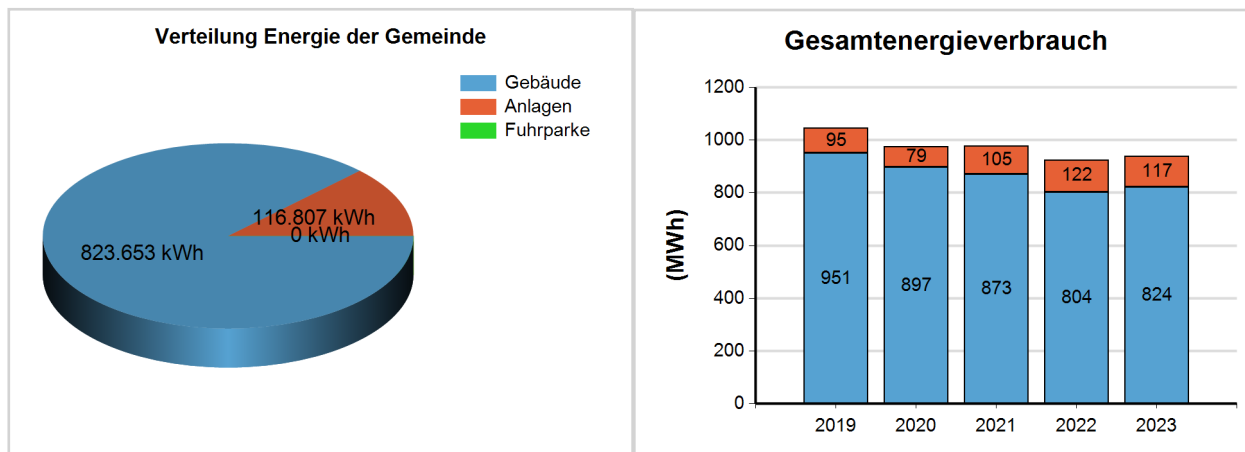 Verteilung Energie der Gemeinde
Gebäude
Anlagen
Fuhrparke
116.807 kWh
0 kWh
823.653 kWh
Gesamtenergieverbrauch
(MWh)
1200
1000
800
600
400
200
0
95
79
105
122
117
951
897
873
804
824
2019
2020
2021
2022
2023